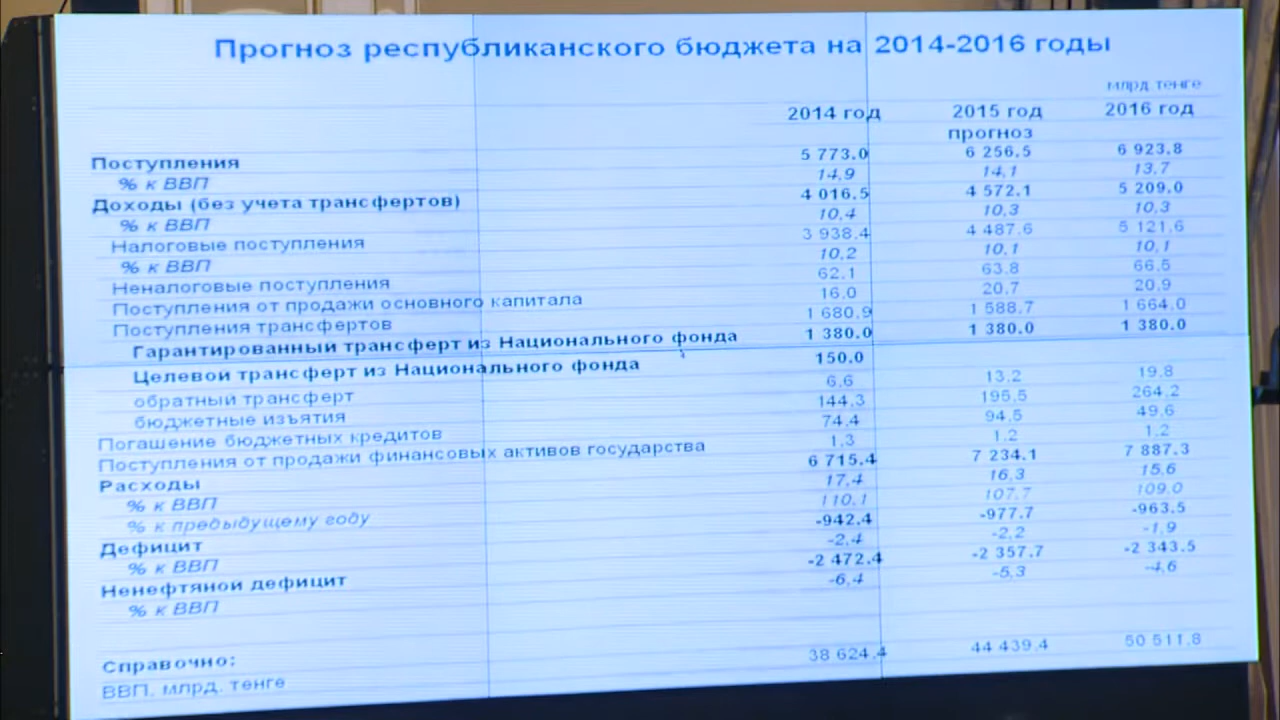 Прогноз республиканского бюджета на 2014-2016 годы
млрд тенге
2014 год 2015 год 2016 год
прогноз
Поступления 5 773.0 6 256,5 6 923,8
% к ВВП 14,9 14,1 13,7
Доходы (без учета трансфертов) 4 016.5 4 572.1 5 209.0
% к ВВП 10,4 10,3 10,3
Налоговые поступления 3 938.4 4 487.6 5 121,6
% к ВВП 10,2 10,1 10,1
Неналоговые поступления 62.1 63.8 66.5
Поступления от продажи основного капитала 16.0 20.7 20.9
Поступления трансфертов 1 680,9 1 588,7 1 664.0
Гарантированный трансферт из Национального фонда 1 380.0 1 380.0 1 380.0
Целевой трансферт из Национального фонда 150.0
обратный трансферт 6,6 13,2 19,8
бюджетные изъятия 144,3 195,5 264,2
Погашение бюджетных кредитов 74,4 94,5 49,6
Поступления от продажи финансовых активов государства 1,3 1,2 1,2
Расходы 6 715.4 7 234.1 7 887,3
% к ВВП 17,4 16,3 15,6
% к предыдущему году 110,1 107,7 109,0
Дефицит -942.4 -977.7 -963,5
% к ВВП -2,4 -2,2 -1,9
Ненефтяной дефицит -2 472.4 -2 357.7 -2 343.5
% к ВВП -6,4 -5,3 -4,6
Справочно:
ВВП, млрд. тенге 38 624.4 44 439.4 50 511.8